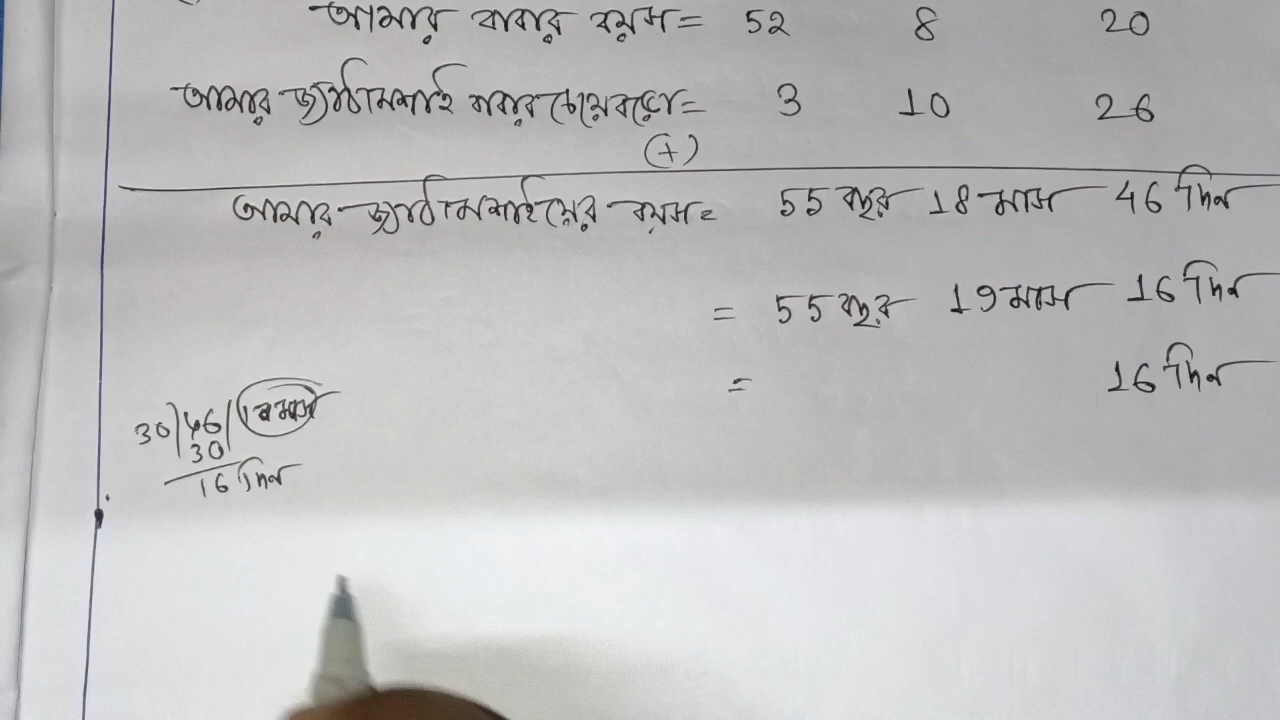 আমার বাবার বয়স = 52 8 20
আমার জ্যাঠামশাই বাবার চেয়ে বড়ো = 3 10 26
(+)
আমার জ্যাঠামশাইয়ের বয়স = 55 বছর 18 মাস 46 দিন
= 55 বছর 19 মাস 16 দিন
= 16 দিন
30)46(1 মাস
30
16 দিন